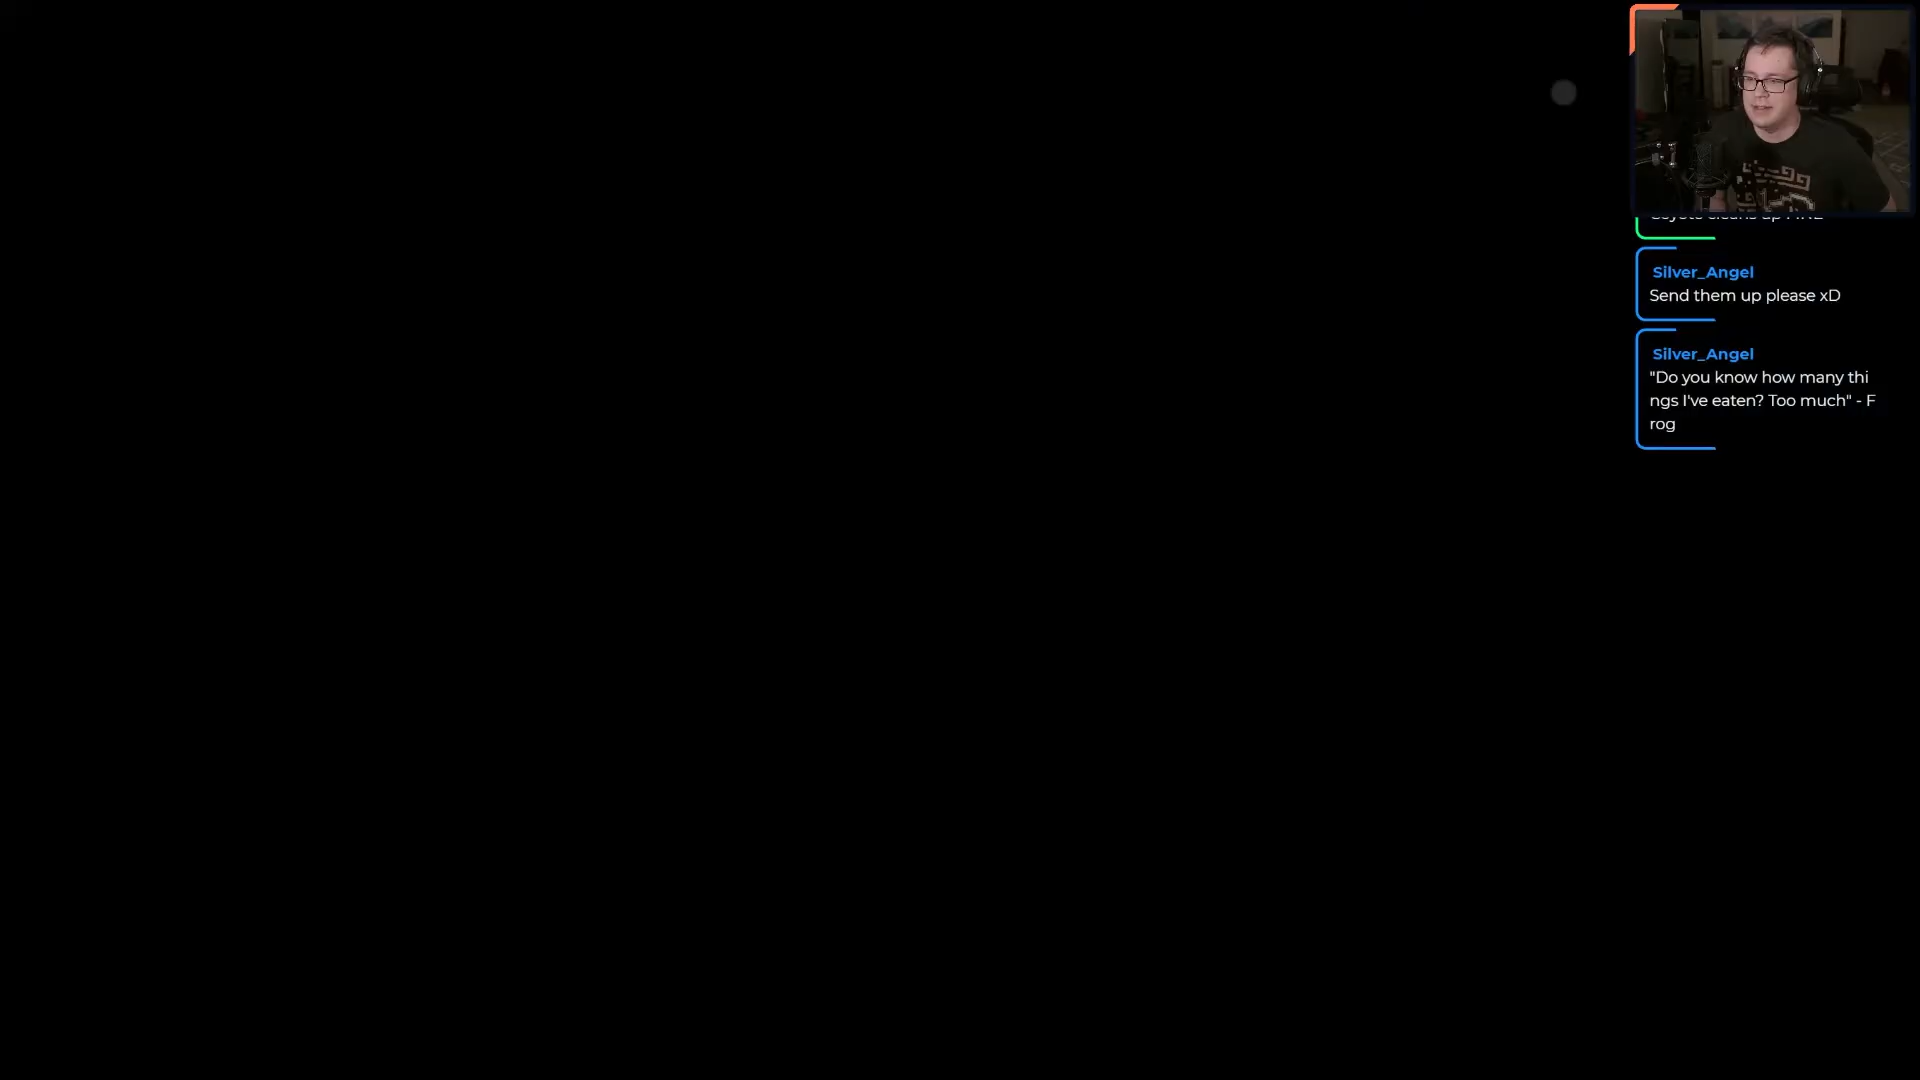 Silver_Angel
Send them up please xD
Silver_Angel
"Do you know how many thi
ngs I've eaten? Too much" - F
rog